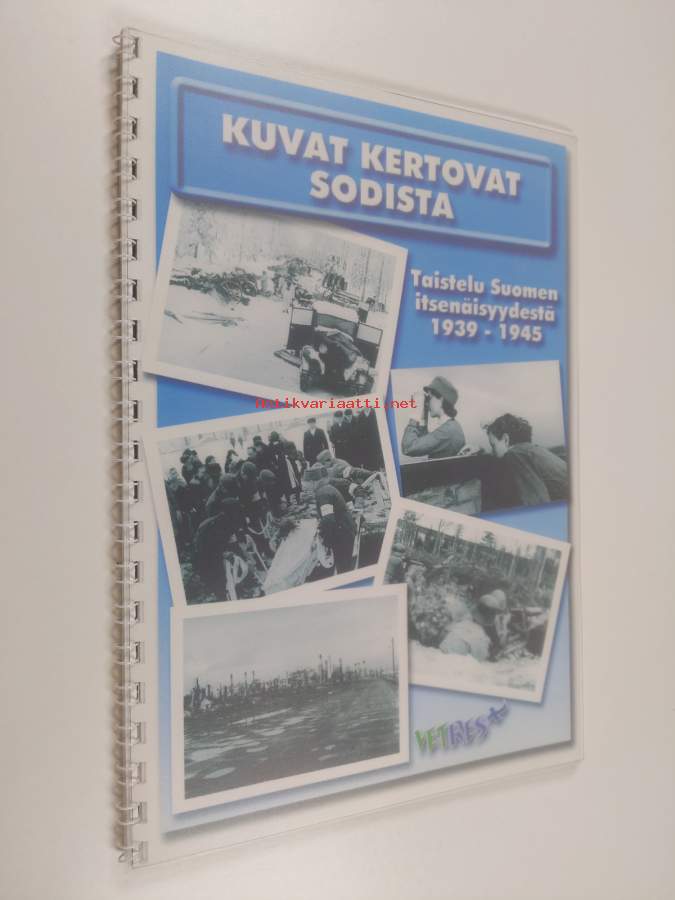 KUVAT KERTOVAT
SODISTA
Taistelu Suomen
itsenäisyydestä
1939 - 1945
Antikvariaatti.net
VETRES